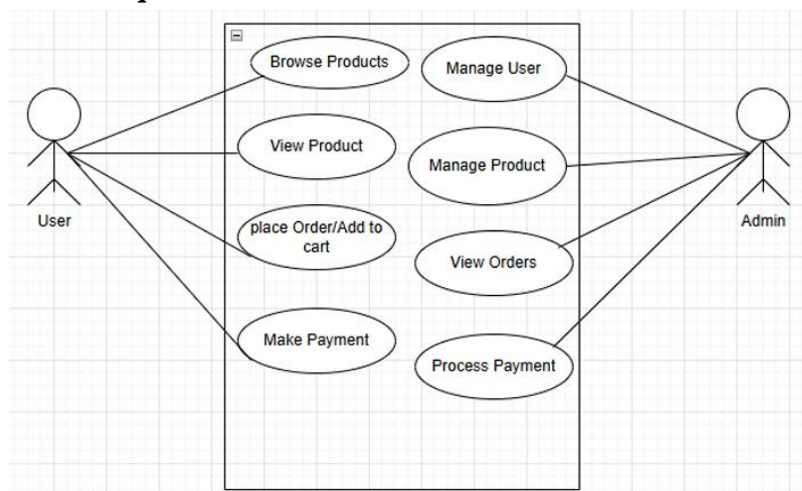 Browse Products
Manage User
View Product
Manage Product
User
place Order/Add to
cart
Admin
View Orders
Make Payment
Process Payment